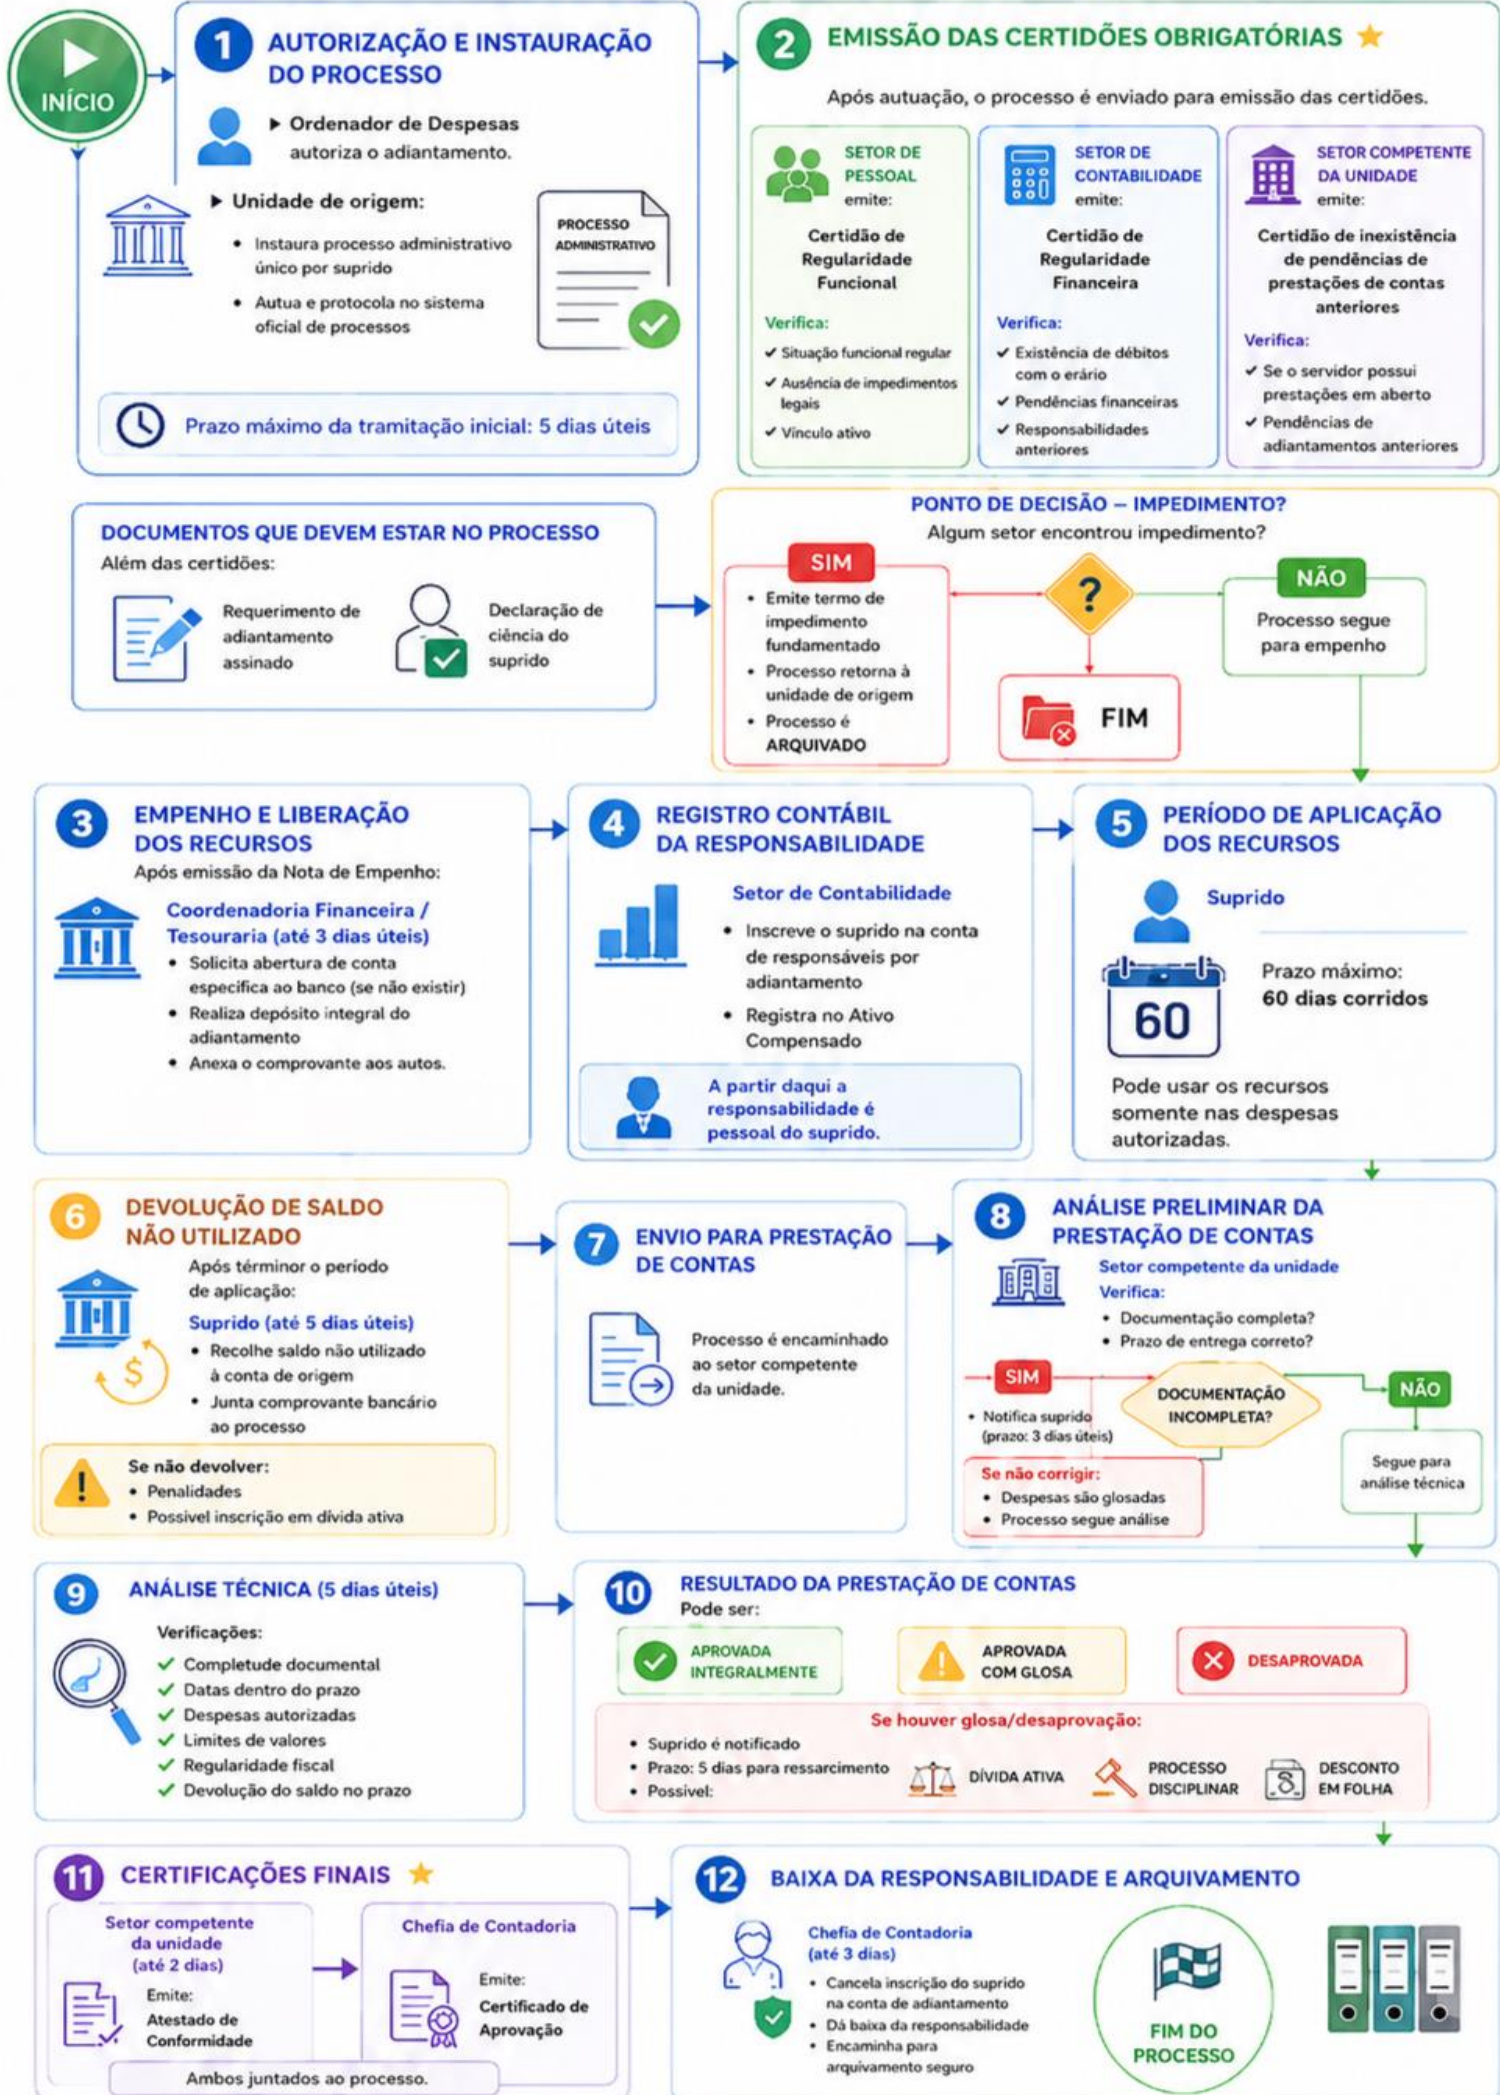 INÍCIO
1
AUTORIZAÇÃO E INSTAURAÇÃO
DO PROCESSO
▶ Ordenador de Despesas
autoriza o adiantamento.
▶ Unidade de origem:
• Instaura processo administrativo
único por suprido
• Autua e protocola no sistema
oficial de processos
PROCESSO
ADMINISTRATIVO
Prazo máximo da tramitação inicial: 5 dias úteis
2
EMISSÃO DAS CERTIDÕES OBRIGATÓRIAS
Após autuação, o processo é enviado para emissão das certidões.
SETOR DE
PESSOAL
emite:
Certidão de
Regularidade
Funcional
Verifica:
✔ Situação funcional regular
✔ Ausência de impedimentos
legais
✔ Vínculo ativo
SETOR DE
CONTABILIDADE
emite:
Certidão de
Regularidade
Financeira
Verifica:
✔ Existência de débitos
com o erário
✔ Pendências financeiras
✔ Responsabilidades
anteriores
SETOR COMPETENTE
DA UNIDADE
emite:
Certidão de inexistência
de pendências de
prestações de contas
anteriores
Verifica:
✔ Se o servidor possui
prestações em aberto
✔ Pendências de
adiantamentos anteriores
DOCUMENTOS QUE DEVEM ESTAR NO PROCESSO
Além das certidões:
Requerimento de
adiantamento
assinado
Declaração de
ciência do
suprido
PONTO DE DECISÃO – IMPEDIMENTO?
Algum setor encontrou impedimento?
SIM
• Emite termo de
impedimento
fundamentado
• Processo retorna à
unidade de origem
• Processo é
ARQUIVADO
?
FIM
NÃO
Processo segue
para empenho
3
EMPENHO E LIBERAÇÃO
DOS RECURSOS
Após emissão da Nota de Empenho:
Coordenadoria Financeira /
Tesouraria (até 3 dias úteis)
• Solicita abertura de conta
especifica ao banco (se não existir)
• Realiza depósito integral do
adiantamento
• Anexa o comprovante aos autos.
4
REGISTRO CONTÁBIL
DA RESPONSABILIDADE
Setor de Contabilidade
• Inscreve o suprido na conta
de responsáveis por
adiantamento
• Registra no Ativo
Compensado
A partir daqui a
responsabilidade é
pessoal do suprido.
5
PERÍODO DE APLICAÇÃO
DOS RECURSOS
Suprido
60
Prazo máximo:
60 dias corridos
Pode usar os recursos
somente nas despesas
autorizadas.
6
DEVOLUÇÃO DE SALDO
NÃO UTILIZADO
Após términor o período
de aplicação:
Suprido (até 5 dias úteis)
• Recolhe saldo não utilizado
à conta de origem
• Junta comprovante bancário
ao processo
$
!
Se não devolver:
• Penalidades
• Possivel inscrição em dívida ativa
7
ENVIO PARA PRESTAÇÃO
DE CONTAS
Processo é encaminhado
ao setor competente
da unidade.
8
ANÁLISE PRELIMINAR DA
PRESTAÇÃO DE CONTAS
Setor competente da unidade
Verifica:
• Documentação completa?
• Prazo de entrega correto?
SIM
• Notifica suprido
(prazo: 3 dias úteis)
DOCUMENTAÇÃO
INCOMPLETA?
NÃO
Segue para
análise técnica
Se não corrigir:
• Despesas são glosadas
• Processo segue análise
9
ANÁLISE TÉCNICA (5 dias úteis)
Verificações:
✔ Completude documental
✔ Datas dentro do prazo
✔ Despesas autorizadas
✔ Limites de valores
✔ Regularidade fiscal
✔ Devolução do saldo no prazo
10
RESULTADO DA PRESTAÇÃO DE CONTAS
Pode ser:
APROVADA
INTEGRALMENTE
!
APROVADA
COM GLOSA
DESAPROVADA
Se houver glosa/desaprovação:
• Suprido é notificado
• Prazo: 5 dias para ressarcimento
• Possivel:
DÍVIDA ATIVA
PROCESSO
DISCIPLINAR
DESCONTO
EM FOLHA
11
CERTIFICAÇÕES FINAIS
Setor competente
da unidade
(até 2 dias)
Emite:
Atestado de
Conformidade
Chefia de Contadoria
Emite:
Certificado de
Aprovação
Ambos juntados ao processo.
12
BAIXA DA RESPONSABILIDADE E ARQUIVAMENTO
Chefia de Contadoria
(até 3 dias)
• Cancela inscrição do suprido
na conta de adiantamento
• Dá baixa da responsabilidade
• Encaminha para
arquivamento seguro
FIM DO
PROCESSO